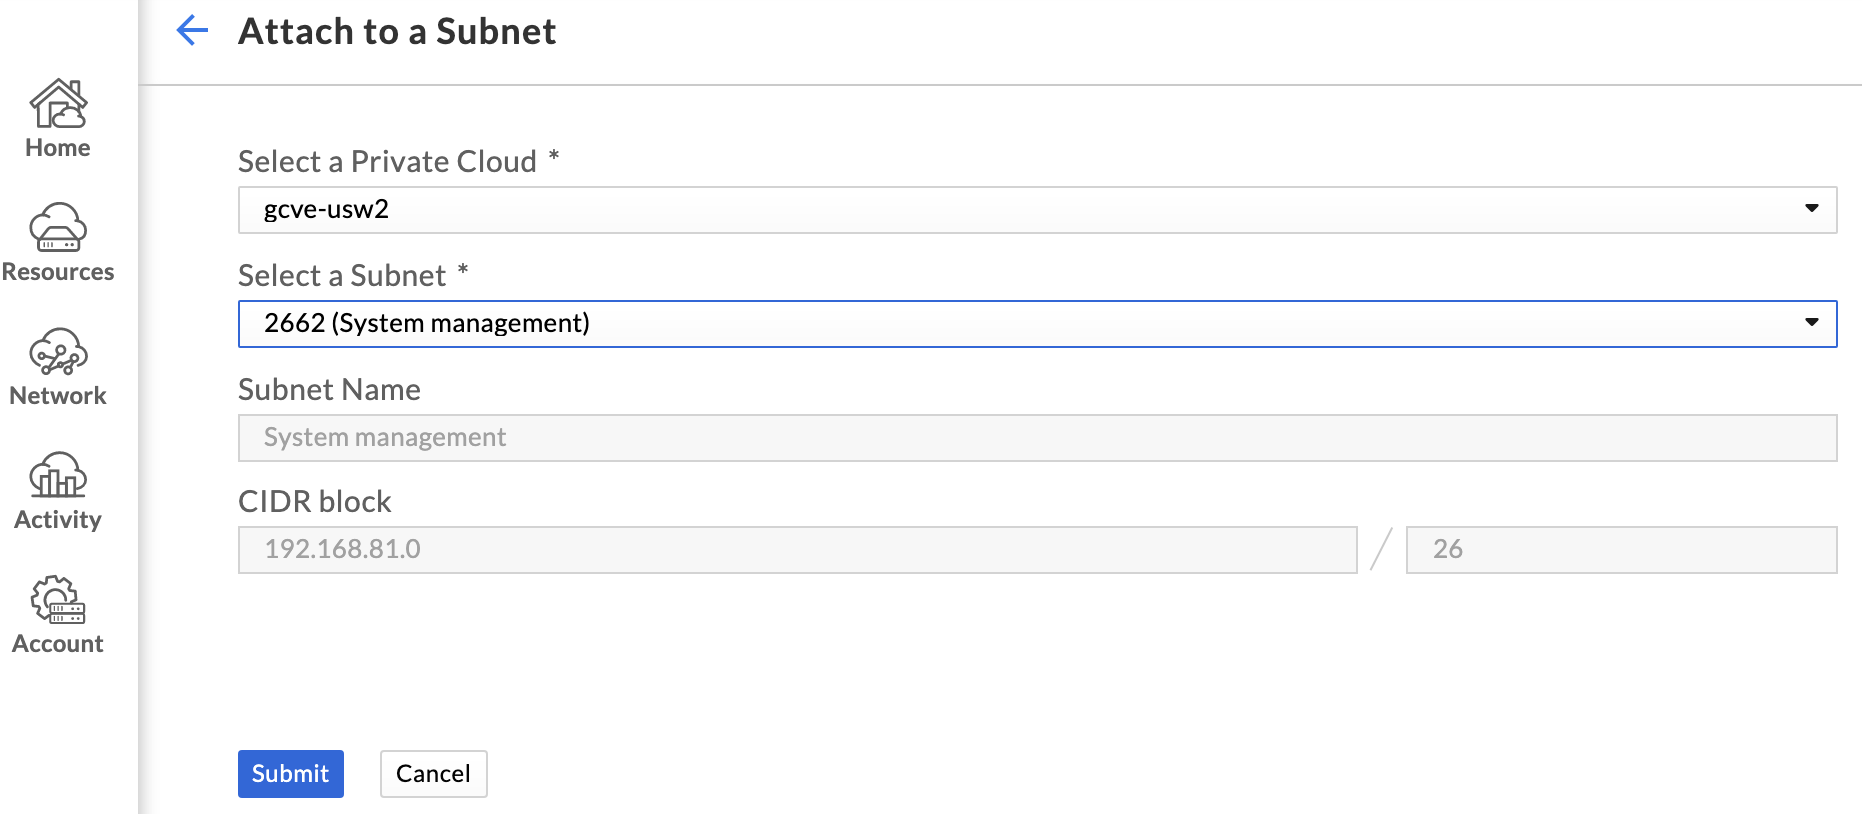 Attach to a Subnet
Home
Resources
Network
Activity
Account
Select a Private Cloud *
gcve-usw2
Select a Subnet *
2662 (System management)
Subnet Name
System management
CIDR block
192.168.81.0 / 26
Submit Cancel